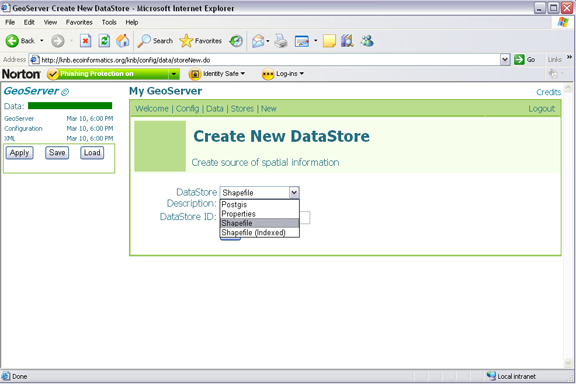 GeoServer Create New DataStore - Microsoft Internet Explorer
File Edit View Favorites Tools Help
Back Search Favorites
Address http://knb.ecoinformatics.org/knb/config/data/storeNew.do Go Links »
Norton Phishing Protection on Identity Safe Log-ins
GeoServer © My GeoServer Credits
Data:
Welcome | Config | Data | Stores | New Logout
GeoServer Mar 10, 6:00 PM
Configuration Mar 10, 6:00 PM
XML Mar 10, 6:00 PM
Apply Save Load
Create New DataStore
Create source of spatial information
DataStore Description: Shapefile
Postgis
Properties
Shapefile
Shapefile (Indexed)
DataStore ID:
Done Local intranet